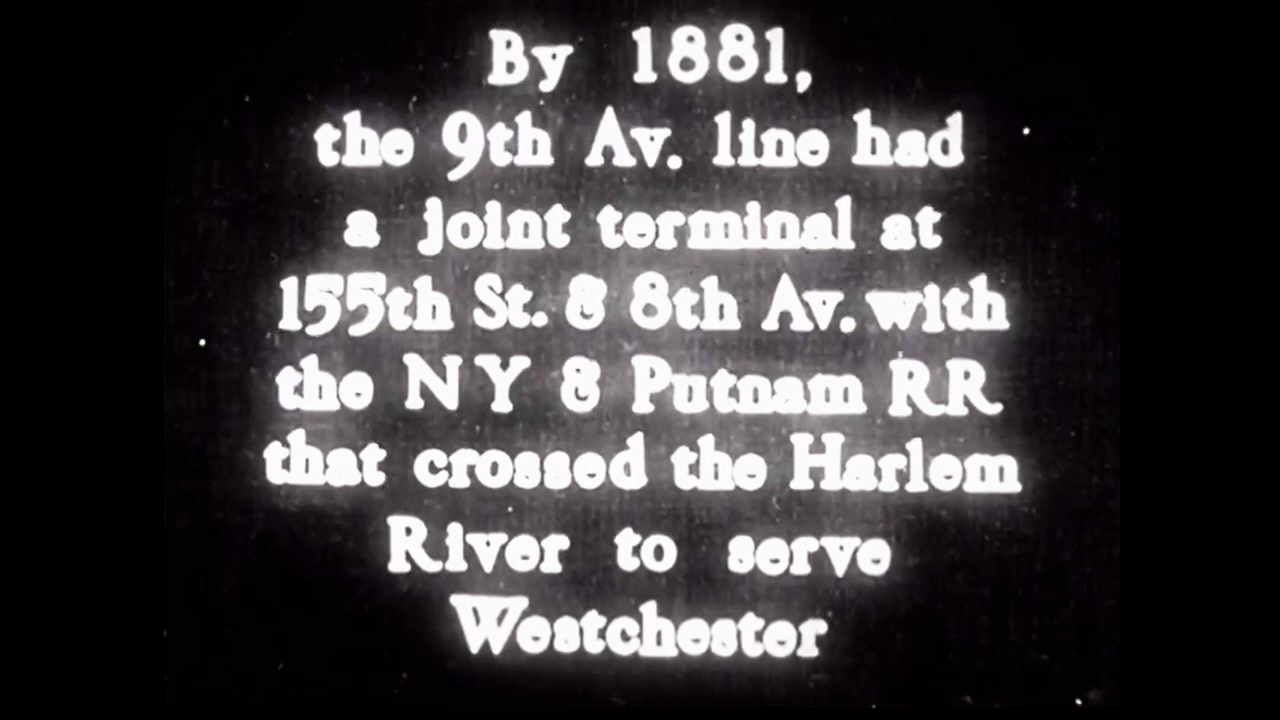 By 1881,
the 9th Av. line had
a joint terminal at
155th St. & 8th Av. with
the NY & Putnam RR
that crossed the Harlem
River to serve
Westchester